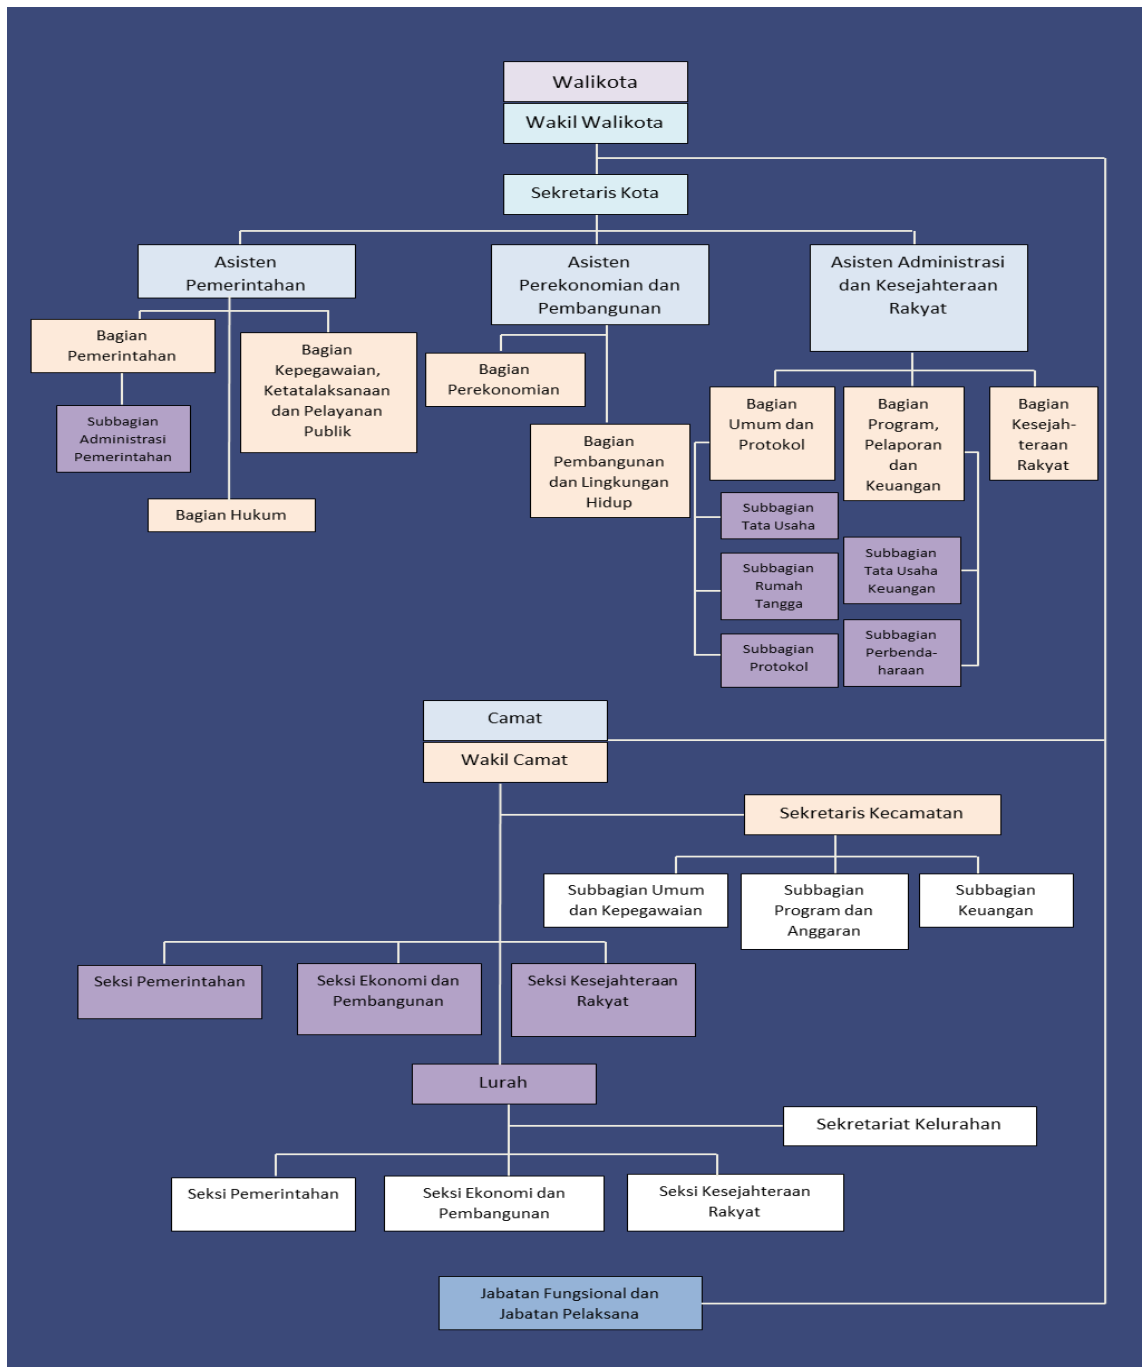 Walikota
Wakil Walikota
Sekretaris Kota
Asisten
Pemerintahan
Asisten
Perekonomian dan
Pembangunan
Asisten Administrasi
dan Kesejahteraan
Rakyat
Bagian
Pemerintahan
Bagian
Kepegawaian,
Ketatalaksanaan
dan Pelayanan
Publik
Subbagian
Administrasi
Pemerintahan
Bagian Hukum
Bagian
Perekonomian
Bagian
Pembangunan
dan Lingkungan
Hidup
Bagian
Umum dan
Protokol
Bagian
Program,
Pelaporan
dan
Keuangan
Bagian
Kesejah-
teraan
Rakyat
Subbagian
Tata Usaha
Subbagian
Rumah
Tangga
Subbagian
Protokol
Subbagian
Tata Usaha
Keuangan
Subbagian
Perbenda-
haraan
Camat
Wakil Camat
Sekretaris Kecamatan
Subbagian Umum
dan Kepegawaian
Subbagian
Program dan
Anggaran
Subbagian
Keuangan
Seksi Pemerintahan
Seksi Ekonomi dan
Pembangunan
Seksi Kesejahteraan
Rakyat
Lurah
Sekretariat Kelurahan
Seksi Pemerintahan
Seksi Ekonomi dan
Pembangunan
Seksi Kesejahteraan
Rakyat
Jabatan Fungsional dan
Jabatan Pelaksana